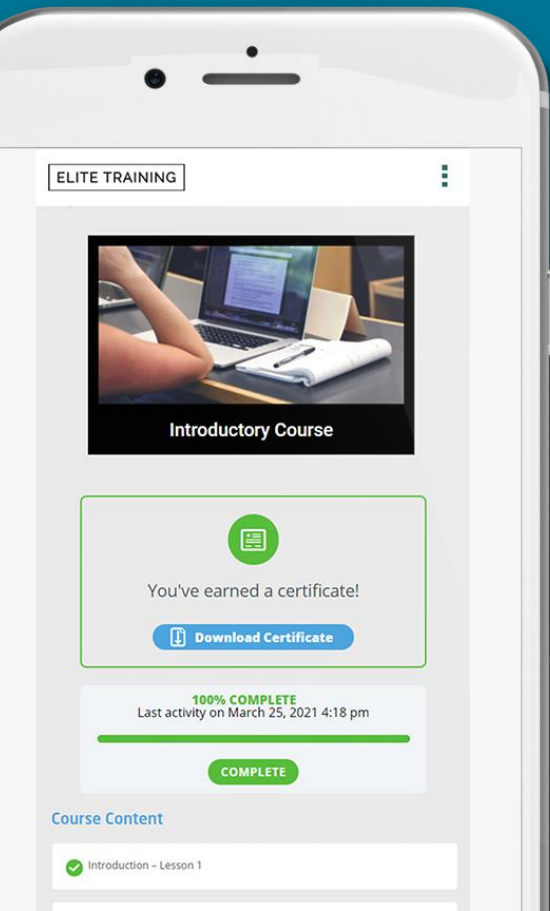 ELITE TRAINING
Introductory Course
You've earned a certificate!
Download Certificate
100% COMPLETE
Last activity on March 25, 2021 4:18 pm
COMPLETE
Course Content
Introduction – Lesson 1